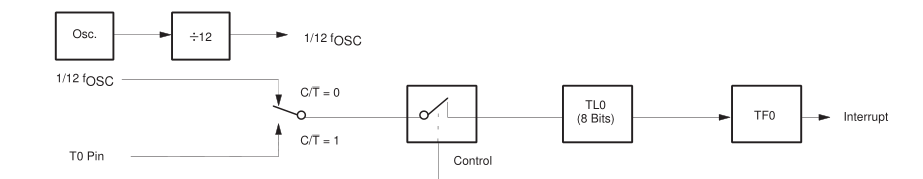 Osc.
÷12
1/12 fOSC
1/12 fOSC
C/T̅ = 0
TL0
(8 Bits)
TF0
Interrupt
C/T̅ = 1
T0 Pin
Control